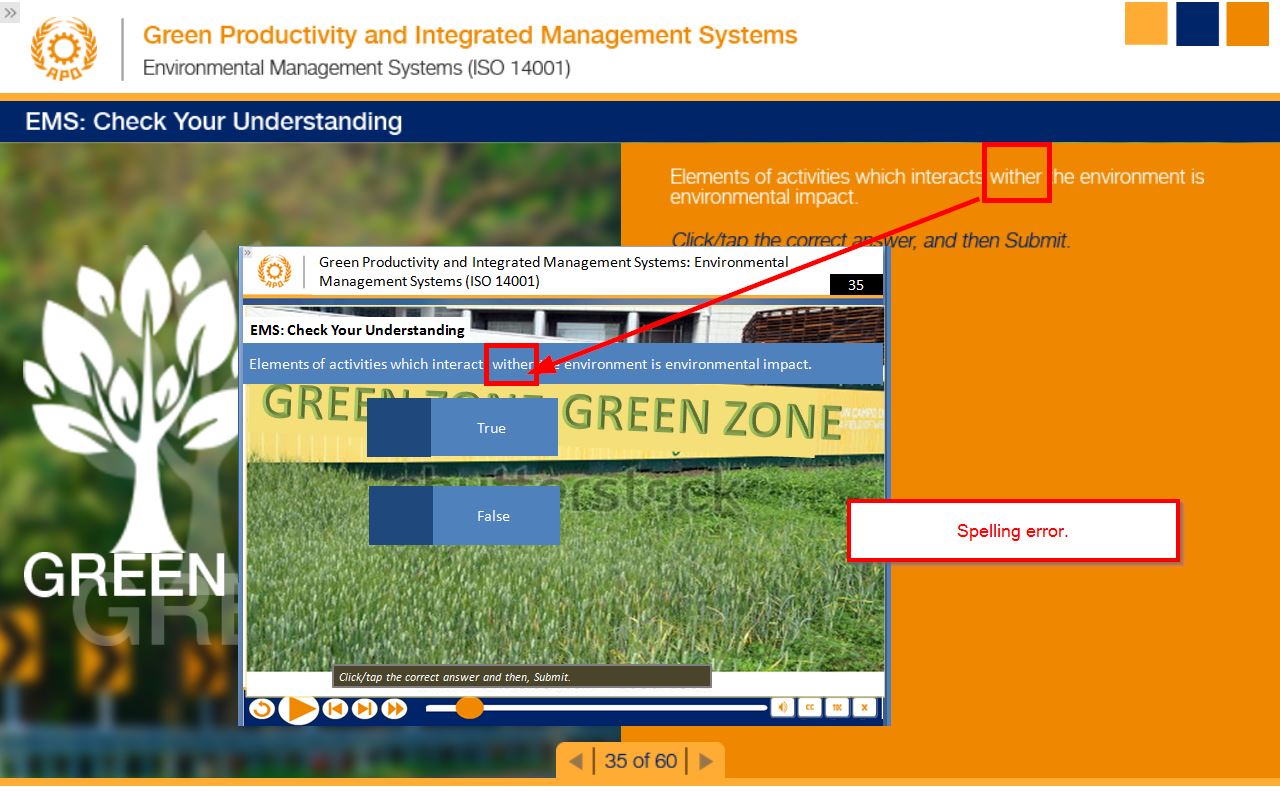 »
APO
Green Productivity and Integrated Management Systems
Environmental Management Systems (ISO 14001)
EMS: Check Your Understanding
Elements of activities which interacts wither the environment is
environmental impact.
Click/tap the correct answer, and then Submit.
GREEN
»
APO
Green Productivity and Integrated Management Systems: Environmental
Management Systems (ISO 14001)
35
EMS: Check Your Understanding
Elements of activities which interact wither the environment is environmental impact.
GREEN ZONE GREEN ZONE
True
shutterstock
False
Spelling error.
Click/tap the correct answer and then, Submit.
CC
TOC
X
35 of 60